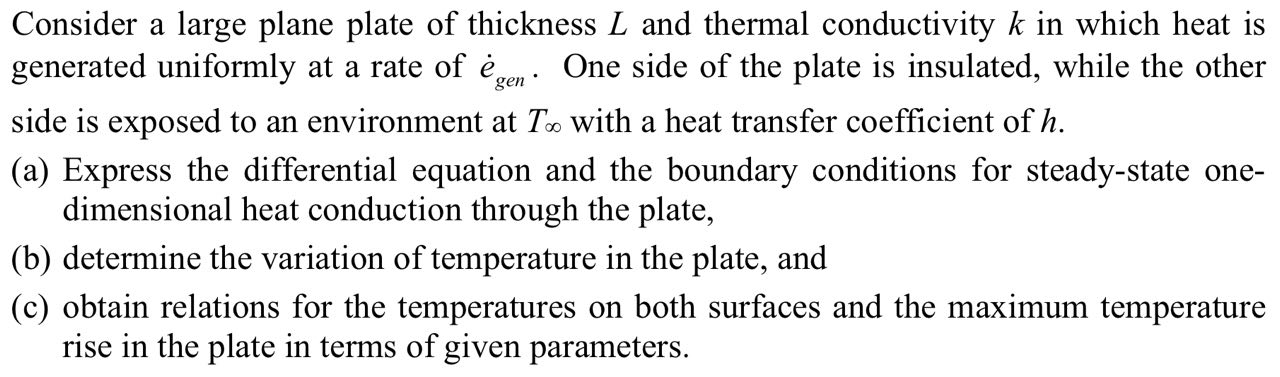 Consider a large plane plate of thickness L and thermal conductivity k in which heat is
generated uniformly at a rate of ė_gen. One side of the plate is insulated, while the other
side is exposed to an environment at T∞ with a heat transfer coefficient of h.
(a) Express the differential equation and the boundary conditions for steady-state one-
dimensional heat conduction through the plate,
(b) determine the variation of temperature in the plate, and
(c) obtain relations for the temperatures on both surfaces and the maximum temperature
rise in the plate in terms of given parameters.